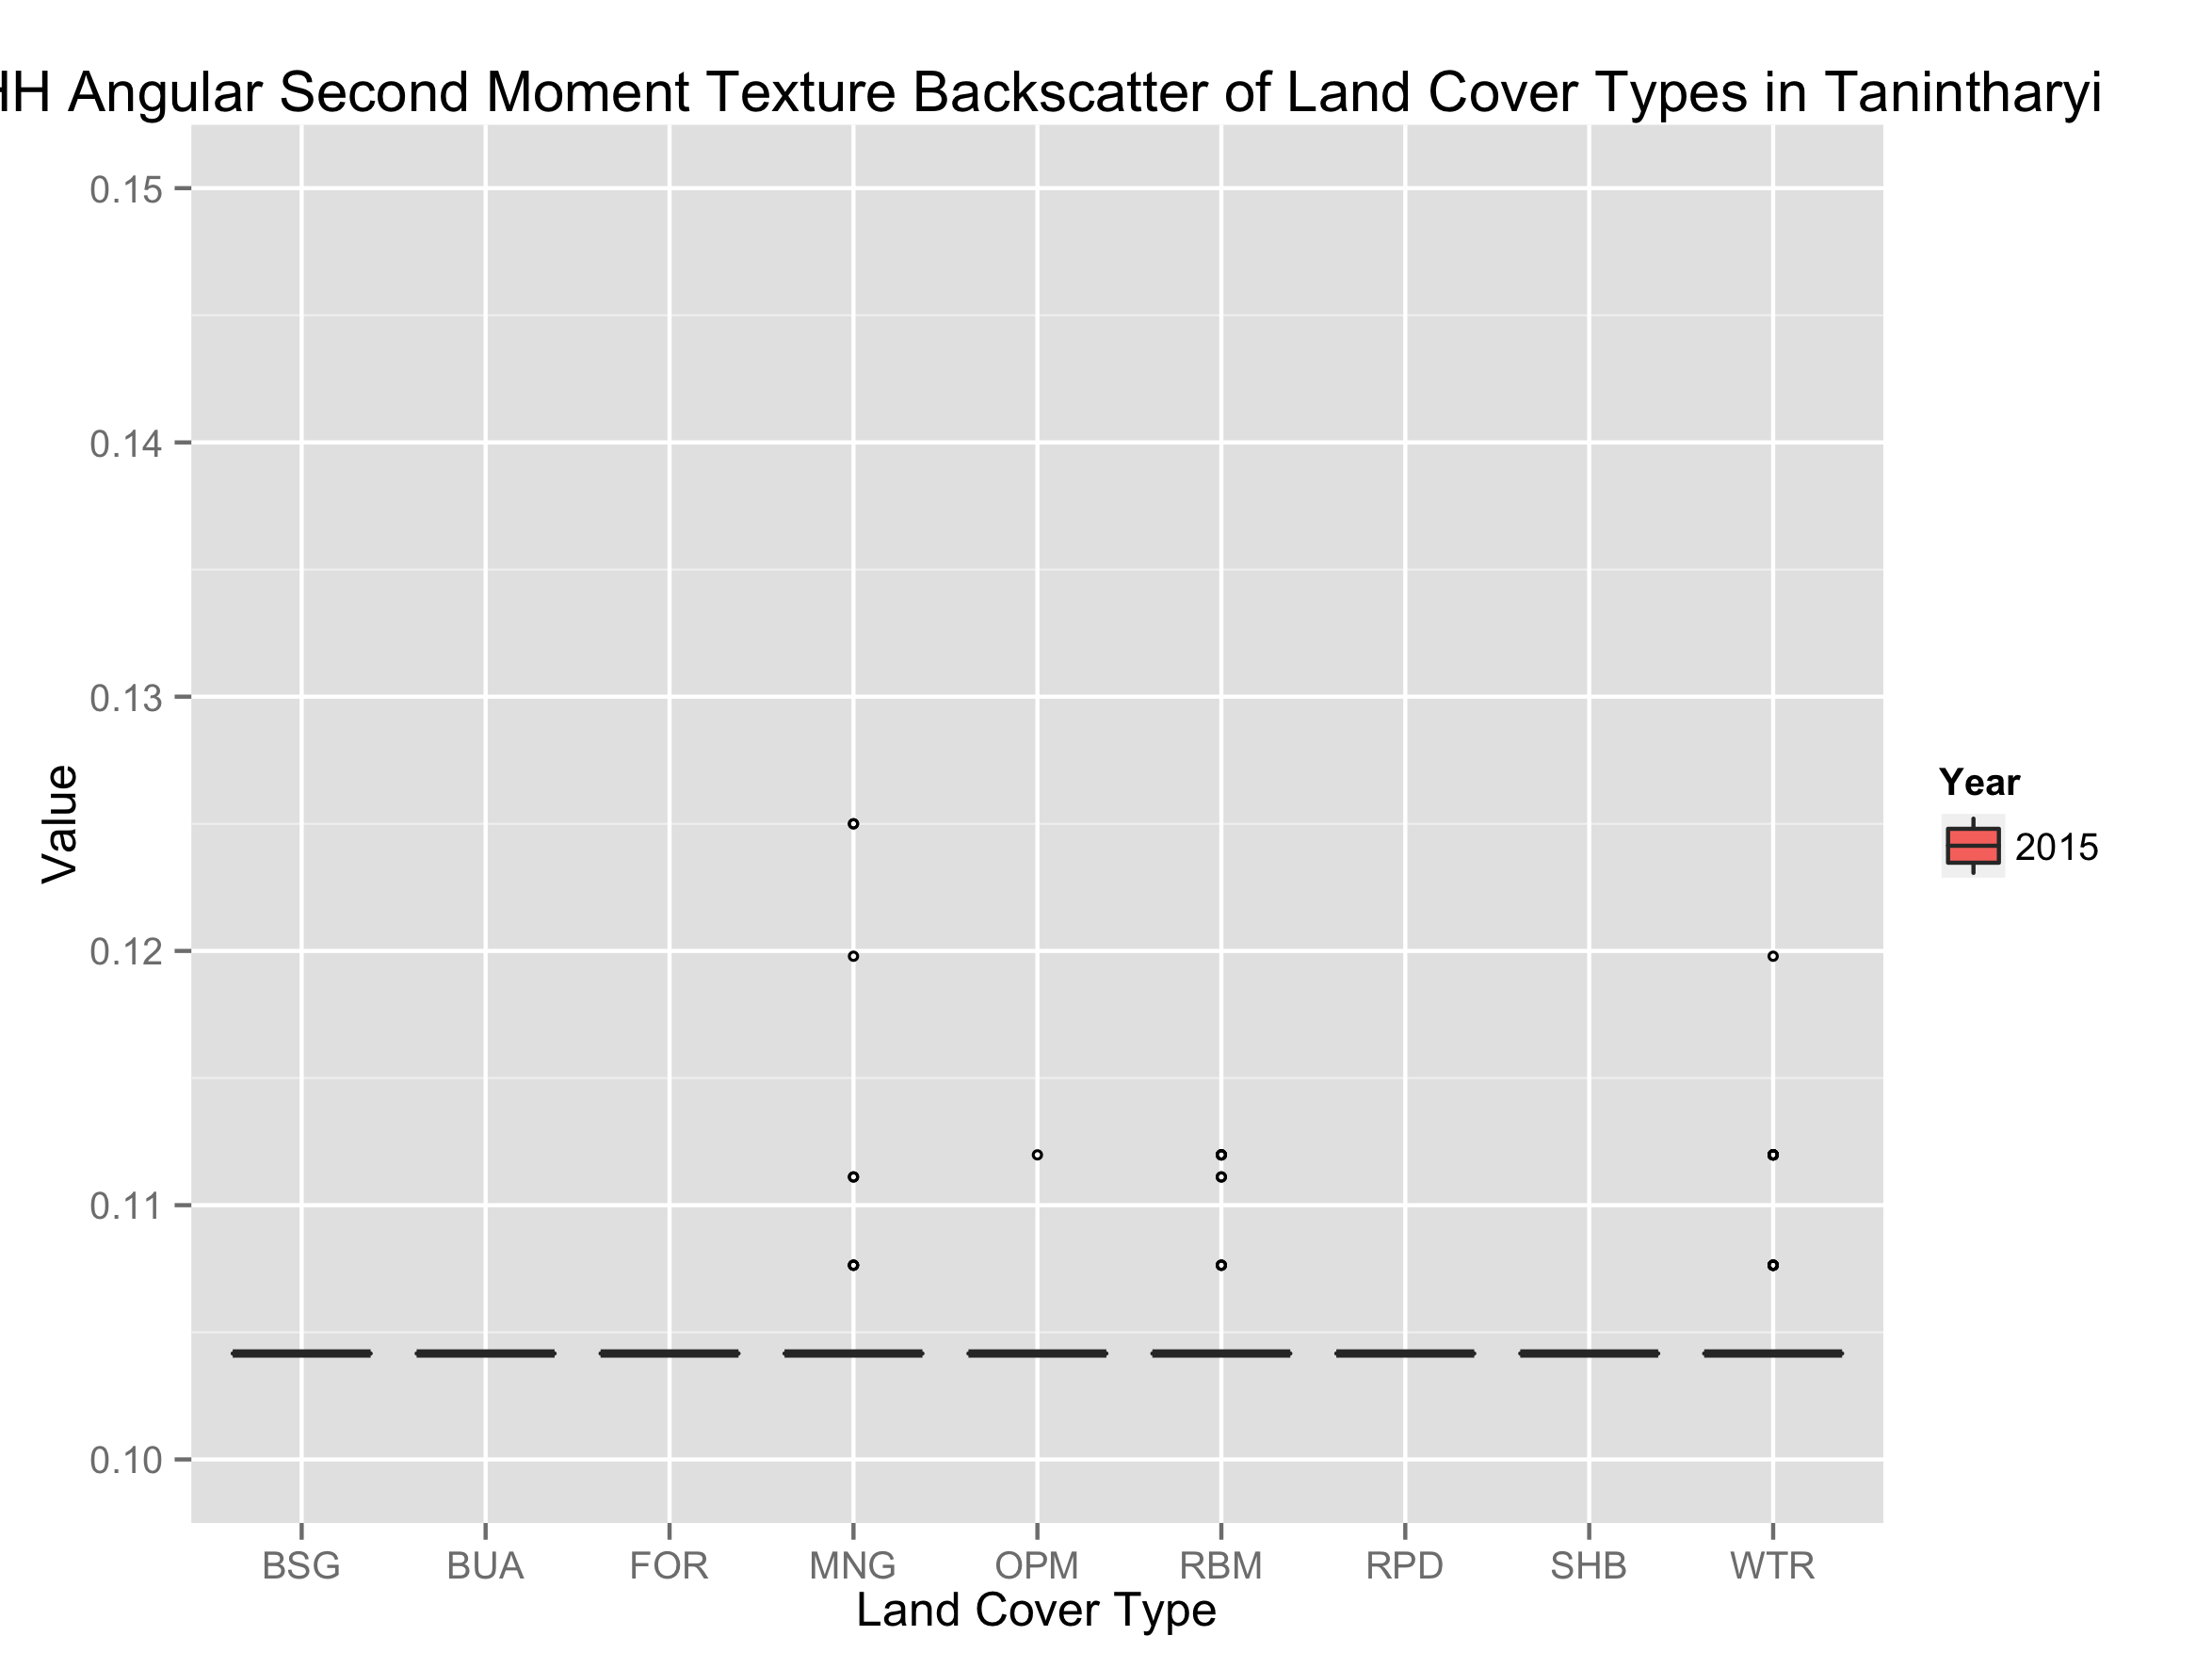 HH Angular Second Moment Texture Backscatter of Land Cover Types in Tanintharyi
0.15
0.14
0.13
0.12
0.11
0.10
Value
BSG BUA FOR MNG OPM RBM RPD SHB WTR
Land Cover Type
Year
2015